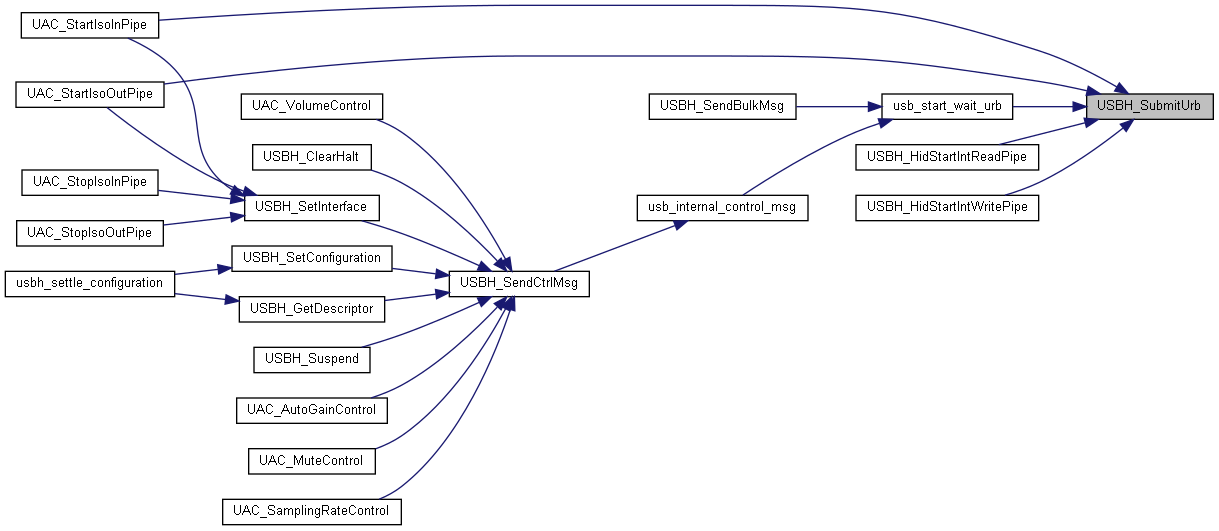 UAC_StartIsoInPipe
UAC_StartIsoOutPipe
UAC_VolumeControl
USBH_SendBulkMsg
usb_start_wait_urb
USBH_SubmitUrb
USBH_ClearHalt
USBH_HidStartIntReadPipe
UAC_StopIsoInPipe
USBH_SetInterface
usb_internal_control_msg
USBH_HidStartIntWritePipe
UAC_StopIsoOutPipe
USBH_SetConfiguration
usbh_settle_configuration
USBH_SendCtrlMsg
USBH_GetDescriptor
USBH_Suspend
UAC_AutoGainControl
UAC_MuteControl
UAC_SamplingRateControl